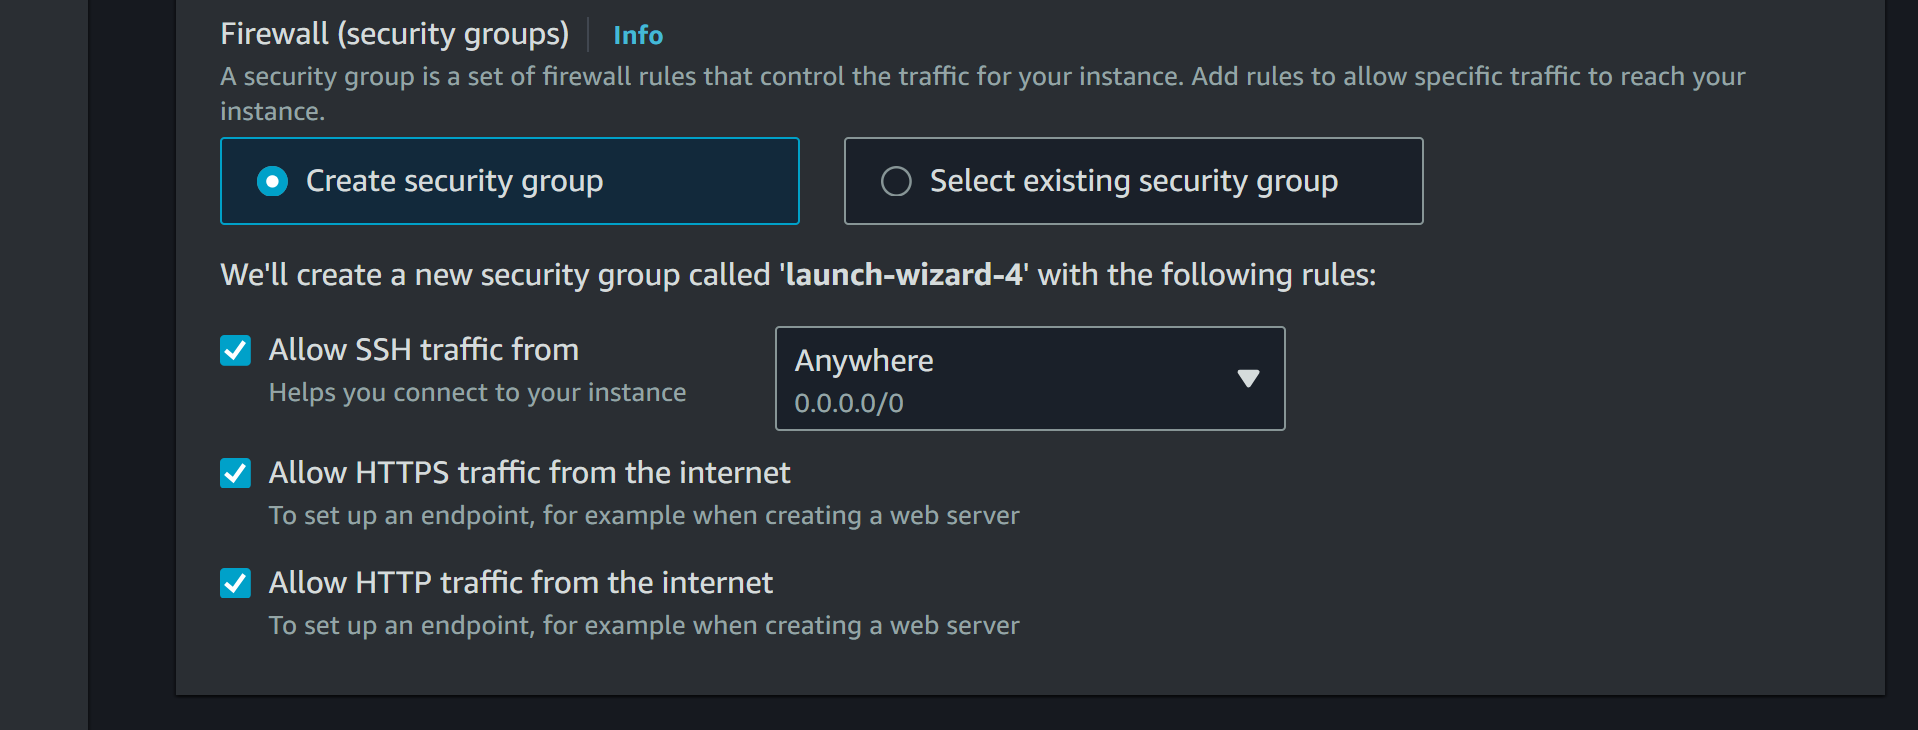 Firewall (security groups) Info
A security group is a set of firewall rules that control the traffic for your instance. Add rules to allow specific traffic to reach your
instance.
Create security group
Select existing security group
We'll create a new security group called 'launch-wizard-4' with the following rules:
Allow SSH traffic from
Helps you connect to your instance
Anywhere
0.0.0.0/0
Allow HTTPS traffic from the internet
To set up an endpoint, for example when creating a web server
Allow HTTP traffic from the internet
To set up an endpoint, for example when creating a web server